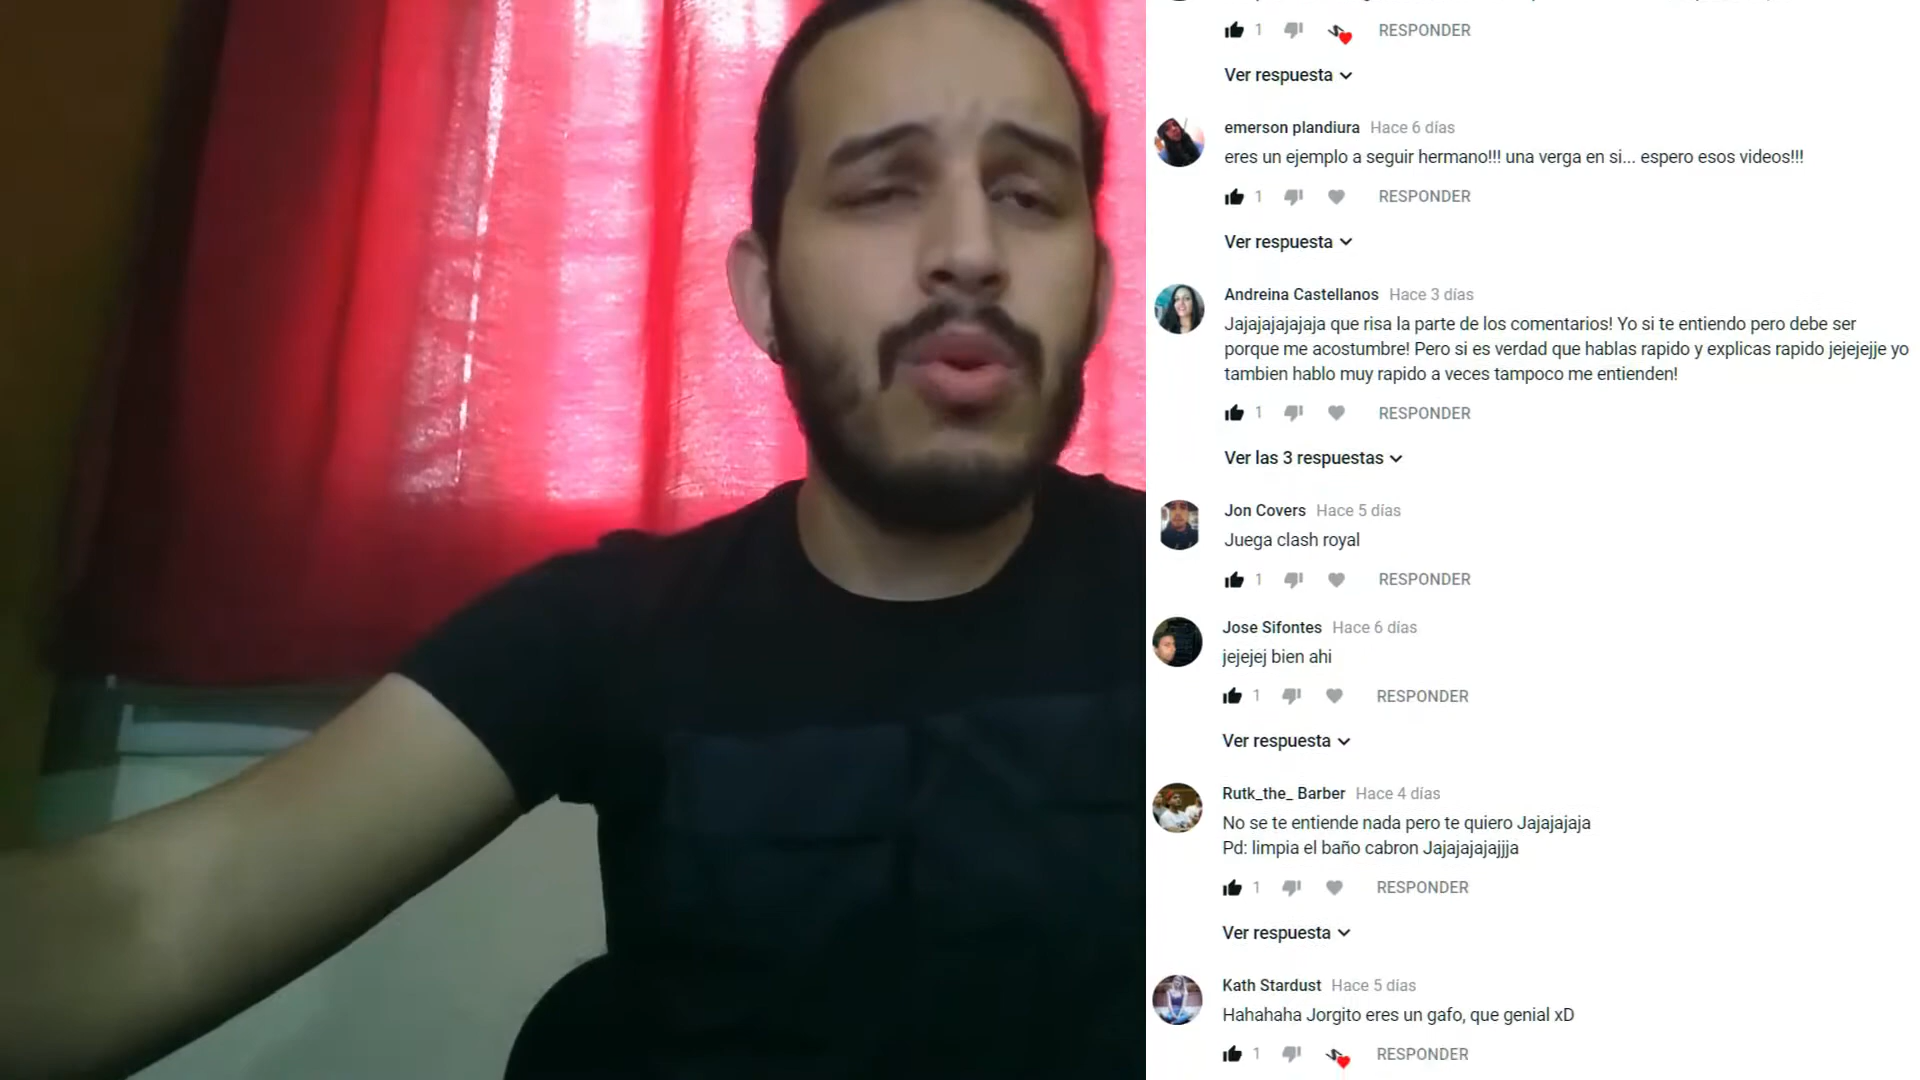 1 RESPONDER
Ver respuesta
emerson plandiura Hace 6 días
eres un ejemplo a seguir hermano!!! una verga en si... espero esos videos!!!
1 RESPONDER
Ver respuesta
Andreina Castellanos Hace 3 días
Jajajajajajaja que risa la parte de los comentarios! Yo si te entiendo pero debe ser
porque me acostumbre! Pero si es verdad que hablas rapido y explicas rapido jejejejje yo
tambien hablo muy rapido a veces tampoco me entienden!
1 RESPONDER
Ver las 3 respuestas
Jon Covers Hace 5 días
Juega clash royal
1 RESPONDER
Jose Sifontes Hace 6 días
jejejej bien ahi
1 RESPONDER
Ver respuesta
Rutk_the_ Barber Hace 4 días
No se te entiende nada pero te quiero Jajajajaja
Pd: limpia el baño cabron Jajajajajajjja
1 RESPONDER
Ver respuesta
Kath Stardust Hace 5 días
Hahahaha Jorgito eres un gafo, que genial xD
1 RESPONDER